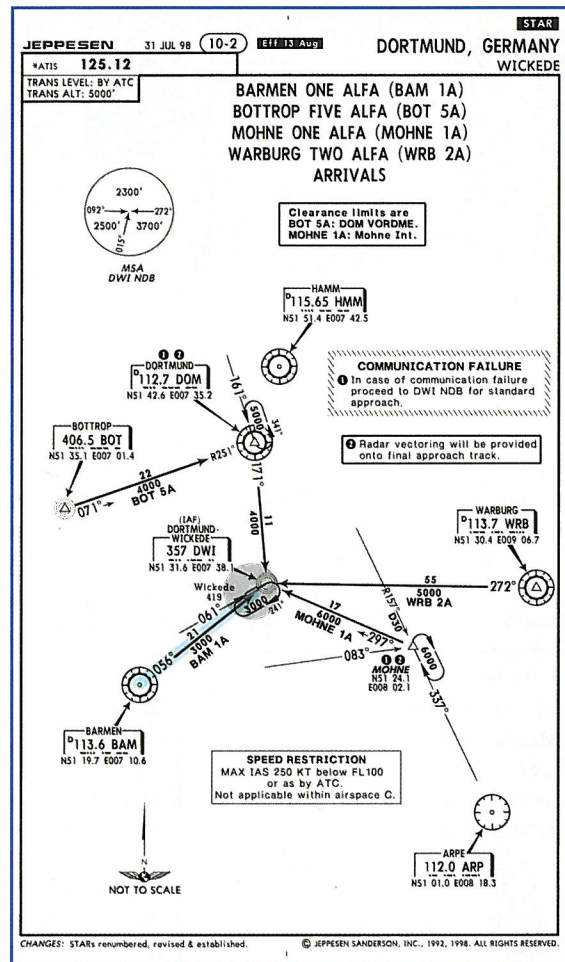 STAR
JEPPESEN 31 JUL 98 10-2 Eff 13 Aug DORTMUND, GERMANY
*ATIS 125.12 WICKEDE
TRANS LEVEL: BY ATC
TRANS ALT: 5000'
BARMEN ONE ALFA (BAM 1A)
BOTTROP FIVE ALFA (BOT 5A)
MOHNE ONE ALFA (MOHNE 1A)
WARBURG TWO ALFA (WRB 2A)
ARRIVALS
2300'
092° 272°
2500' 3700'
015°
MSA
DWI NDB
Clearance limits are
BOT 5A: DOM VORDME.
MOHNE 1A: Mohne Int.
HAMM
D 115.65 HMM
N51 51.4 E007 42.5
COMMUNICATION FAILURE
1 In case of communication failure
proceed to DWI NDB for standard
approach.
2 Radar vectoring will be provided
onto final approach track.
1 2
DORTMUND
D 112.7 DOM
N51 42.6 E007 35.2
161°
5000
341°
BOTTROP
406.5 BOT
N51 35.1 E007 01.4
R251°
22
4000
BOT 5A
071°
171°
11
4000
(IAF)
DORTMUND-
WICKEDE
357 DWI
N51 31.6 E007 38.1
WARBURG
D 113.7 WRB
N51 30.4 E009 06.7
Wickede
419
55
5000
WRB 2A
272°
061°
3000
241°
17
6000
MOHNE 1A
297°
R157°
D30
21
3000
BAM 1A
056°
083°
1 2
MOHNE
N51 24.1
E008 02.1
6000
337°
BARMEN
D 113.6 BAM
N51 19.7 E007 10.6
SPEED RESTRICTION
MAX IAS 250 KT below FL100
or as by ATC.
Not applicable within airspace C.
ARPE
112.0 ARP
N51 01.0 E008 18.3
N
NOT TO SCALE
CHANGES: STARs renumbered, revised & established. © JEPPESEN SANDERSON, INC., 1992, 1998. ALL RIGHTS RESERVED.